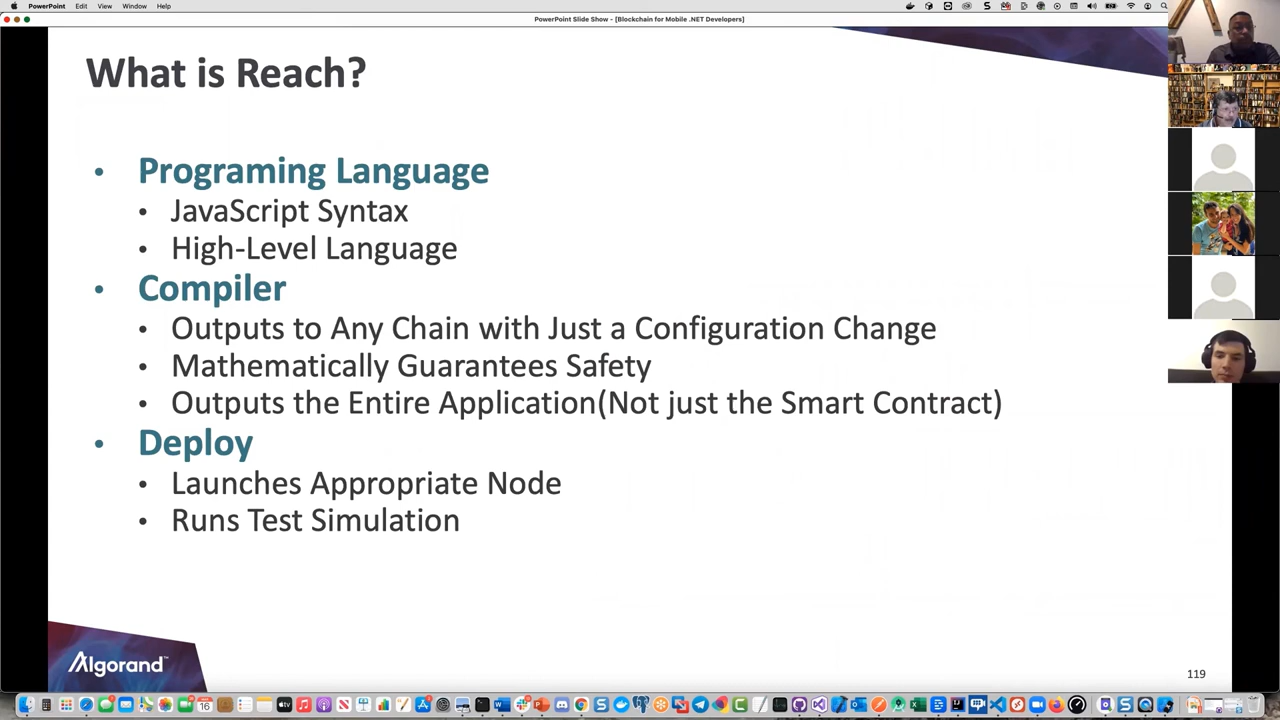 PowerPoint Edit View Window Help
PowerPoint Slide Show - [Blockchain for Mobile .NET Developers]
What is Reach?
• Programing Language
• JavaScript Syntax
• High-Level Language
• Compiler
• Outputs to Any Chain with Just a Configuration Change
• Mathematically Guarantees Safety
• Outputs the Entire Application(Not just the Smart Contract)
• Deploy
• Launches Appropriate Node
• Runs Test Simulation
Algorand™
119